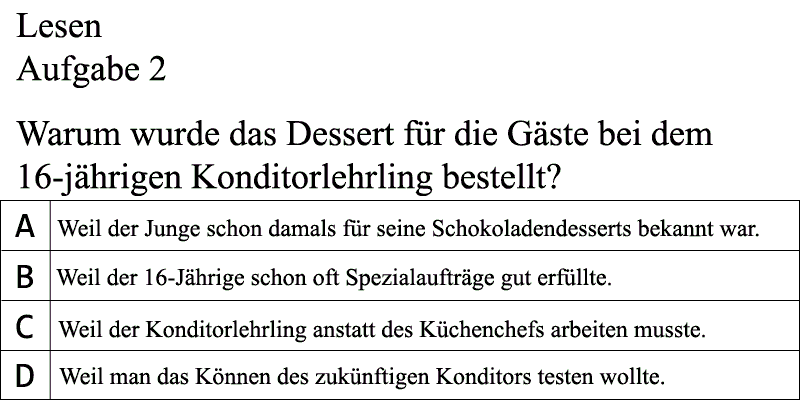 Lesen
Aufgabe 2
Warum wurde das Dessert für die Gäste bei dem
16-jährigen Konditorlehrling bestellt?
A Weil der Junge schon damals für seine Schokoladendesserts bekannt war.
B Weil der 16-Jährige schon oft Spezialaufträge gut erfüllte.
C Weil der Konditorlehrling anstatt des Küchenchefs arbeiten musste.
D Weil man das Können des zukünftigen Konditors testen wollte.